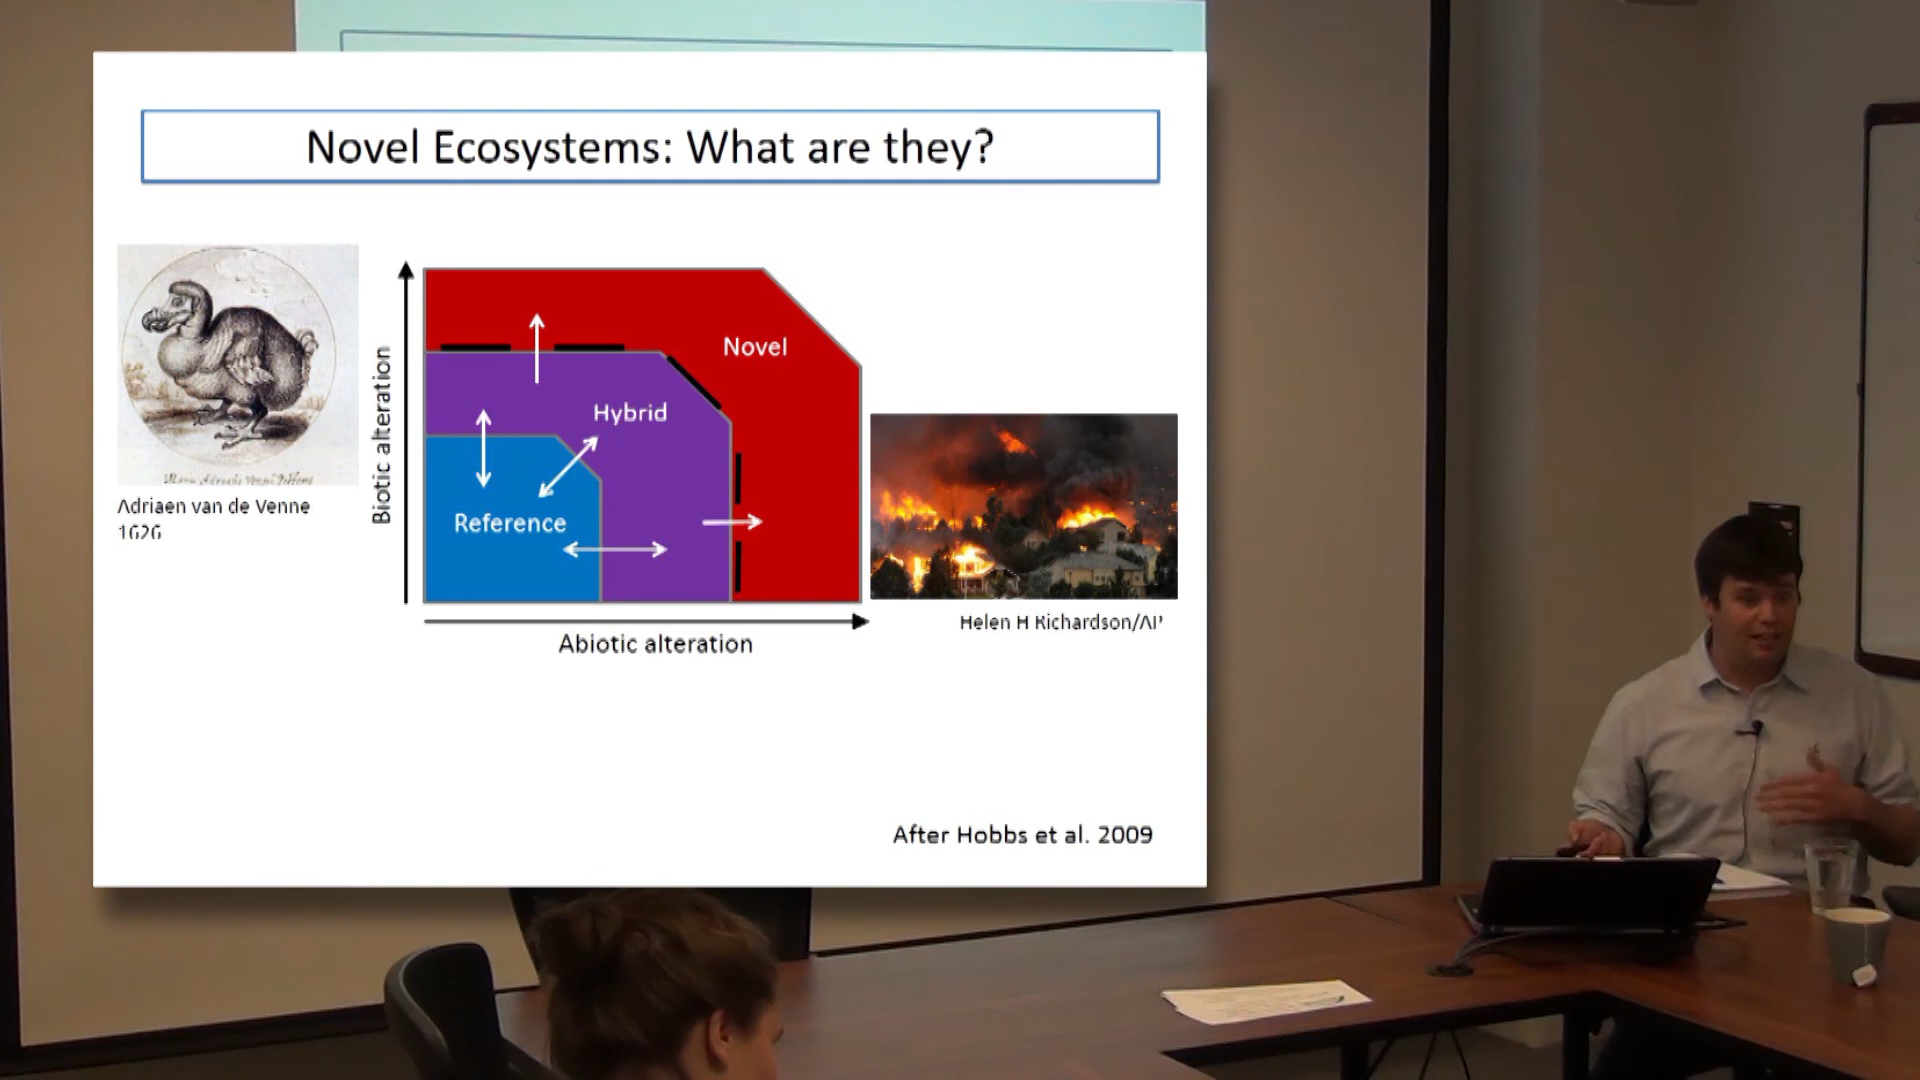 Novel Ecosystems: What are they?
Adriaen van de Venne
1626
Biotic alteration
Novel
Hybrid
Reference
Abiotic alteration
Helen H Richardson/AP
After Hobbs et al. 2009